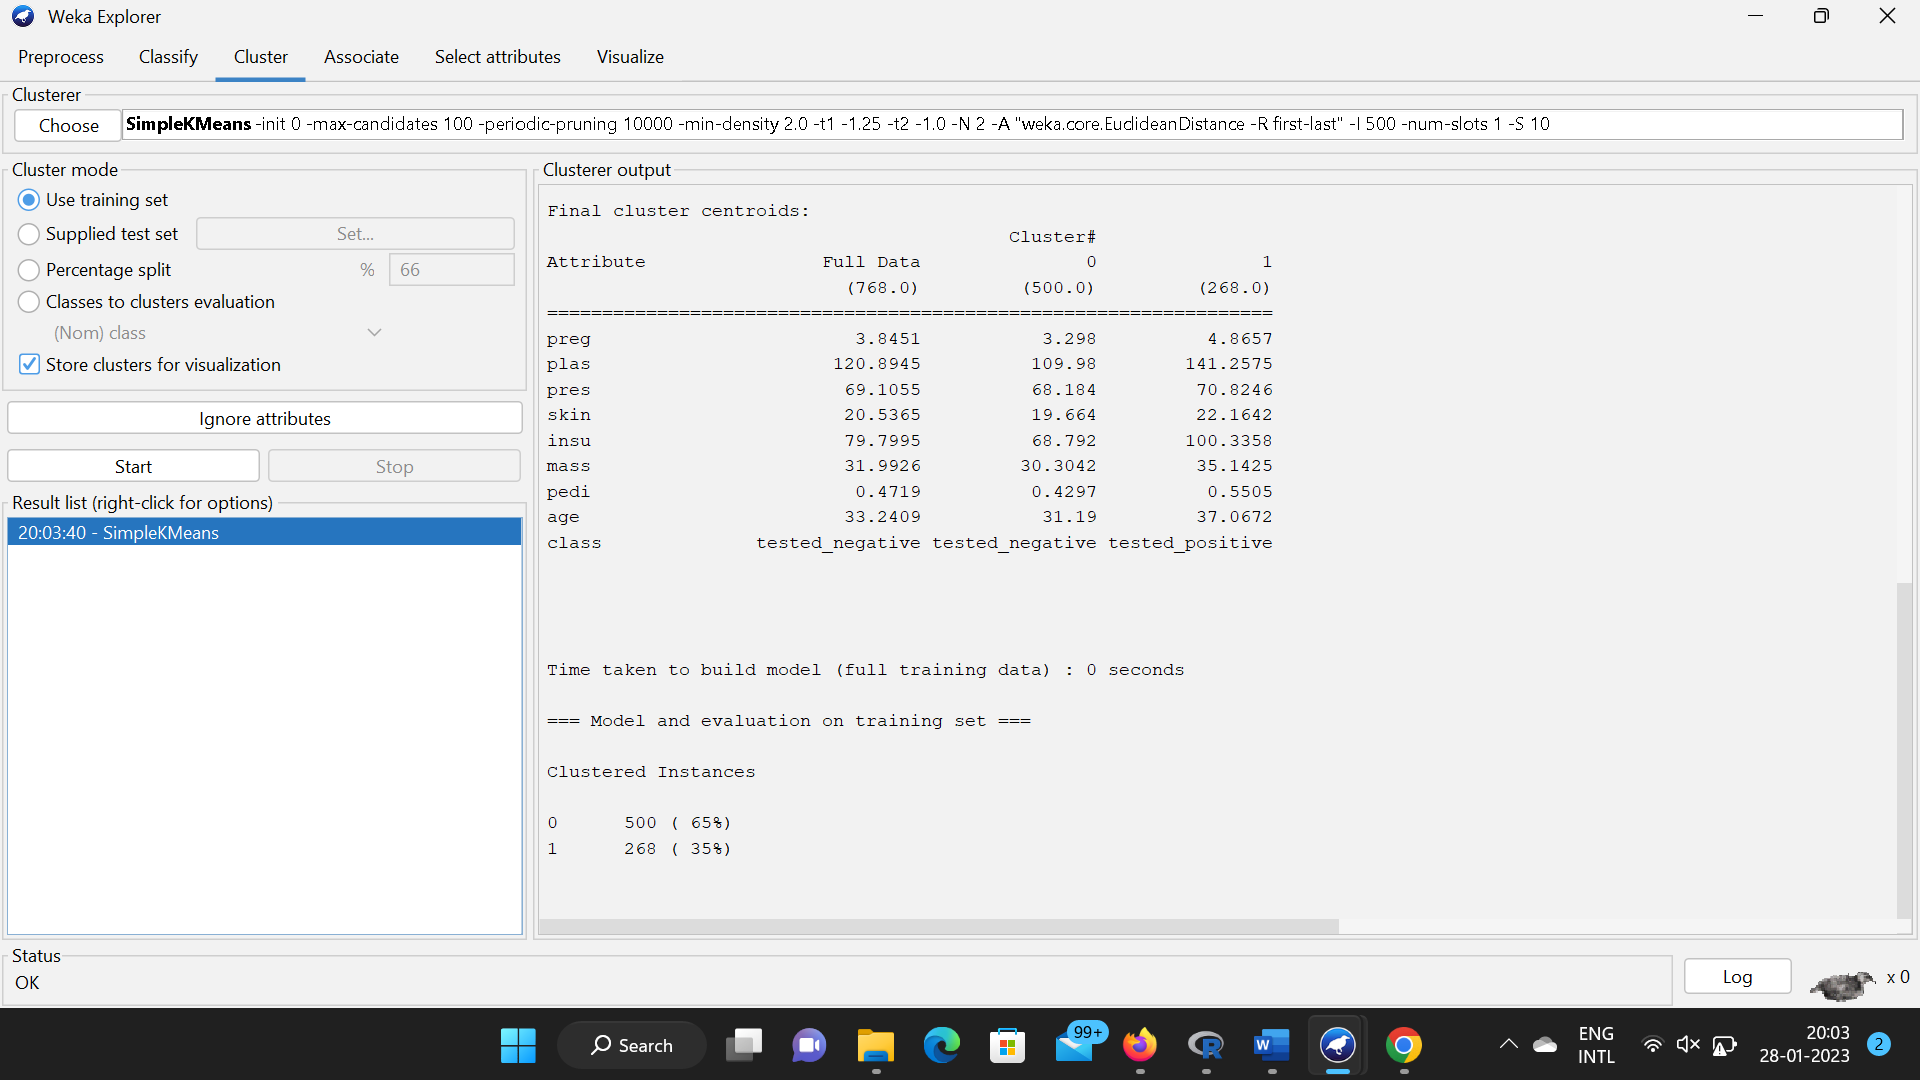 Weka Explorer
Preprocess Classify Cluster Associate Select attributes Visualize
Clusterer
Choose SimpleKMeans -init 0 -max-candidates 100 -periodic-pruning 10000 -min-density 2.0 -t1 -1.25 -t2 -1.0 -N 2 -A "weka.core.EuclideanDistance -R first-last" -I 500 -num-slots 1 -S 10
Cluster mode
Use training set
Supplied test set Set...
Percentage split % 66
Classes to clusters evaluation
(Nom) class
Store clusters for visualization
Ignore attributes
Start Stop
Result list (right-click for options)
20:03:40 - SimpleKMeans
Clusterer output
Final cluster centroids:
Cluster#
Attribute Full Data 0 1
(768.0) (500.0) (268.0)
==================================================================
preg 3.8451 3.298 4.8657
plas 120.8945 109.98 141.2575
pres 69.1055 68.184 70.8246
skin 20.5365 19.664 22.1642
insu 79.7995 68.792 100.3358
mass 31.9926 30.3042 35.1425
pedi 0.4719 0.4297 0.5505
age 33.2409 31.19 37.0672
class tested_negative tested_negative tested_positive
Time taken to build model (full training data) : 0 seconds
=== Model and evaluation on training set ===
Clustered Instances
0 500 ( 65%)
1 268 ( 35%)
Status
OK
Log x 0
Search 99+ ENG INTL 20:03 28-01-2023 2